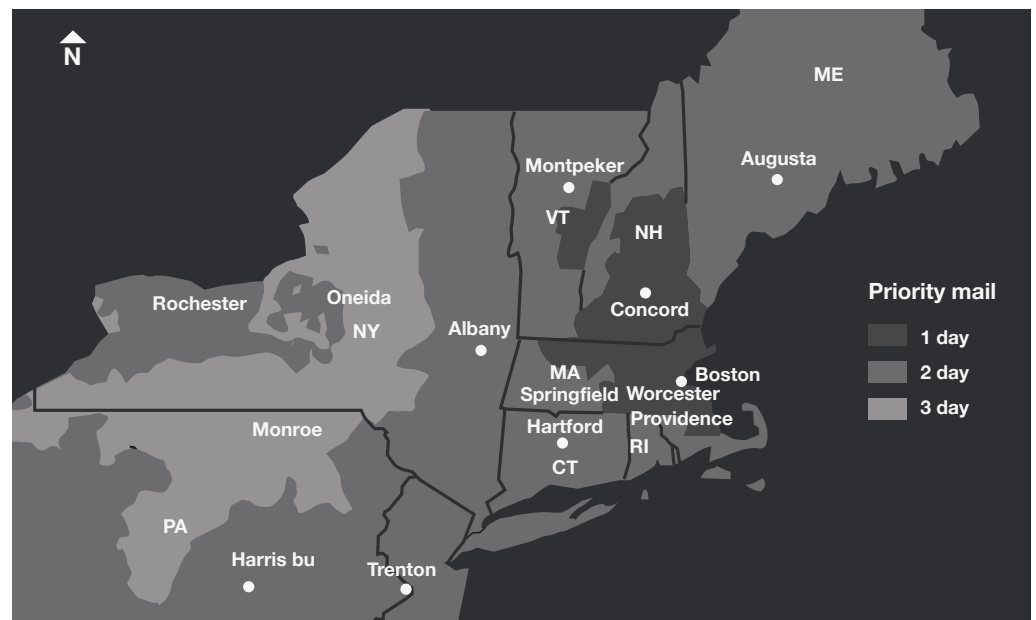 N
ME
Montpeker
Augusta
VT
NH
Rochester
Oneida
Priority mail
Concord
NY
Albany
1 day
MA
Boston
2 day
Springfield
Worcester
3 day
Monroe
Hartford
Providence
RI
CT
PA
Harris bu
Trenton